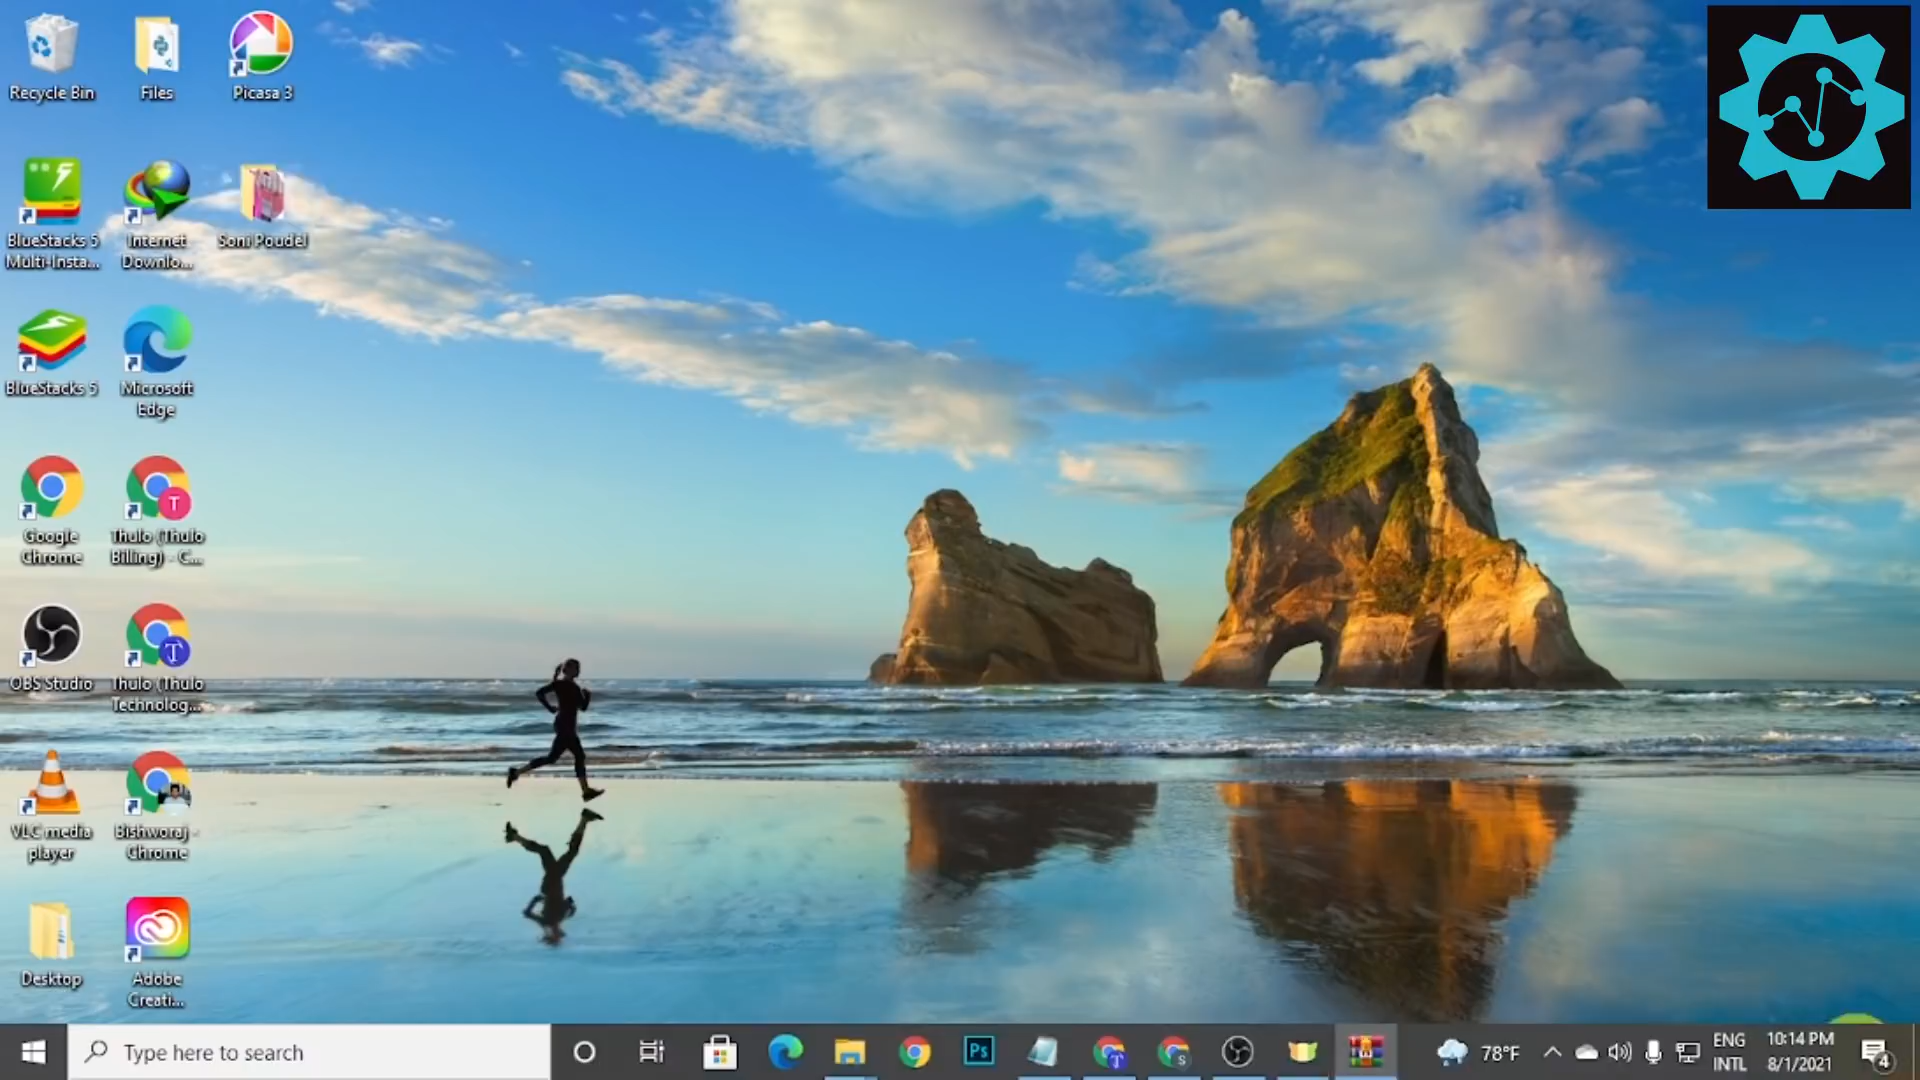 Recycle Bin
Files
Picasa 3
BlueStacks 5
Multi-Insta...
Internet
Downlo...
Soni Poudel
BlueStacks 5
Microsoft
Edge
Google
Chrome
T
Thulo (Thulo
Billing) - C...
OBS Studio
T
Thulo (Thulo
Technolog...
VLC media
player
Bishworaj -
Chrome
Desktop
Adobe
Creati...
Type here to search
Ps
T
S
78°F
ENG
INTL
10:14 PM
8/1/2021
4